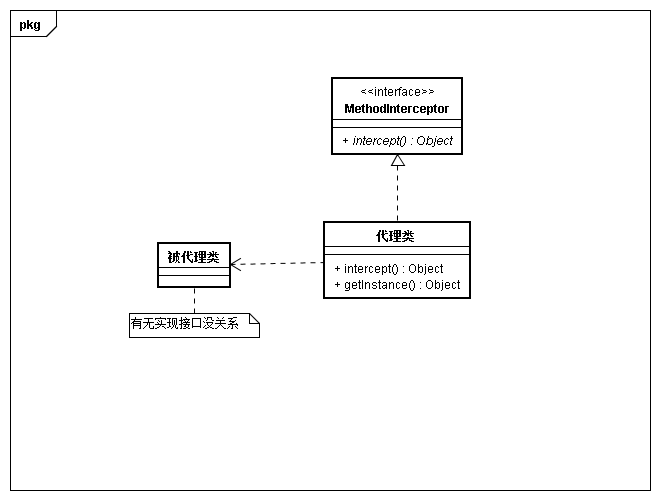 pkg
<<interface>>
MethodInterceptor
+ intercept() : Object
代理类
+ intercept() : Object
+ getInstance() : Object
被代理类
有无实现接口没关系